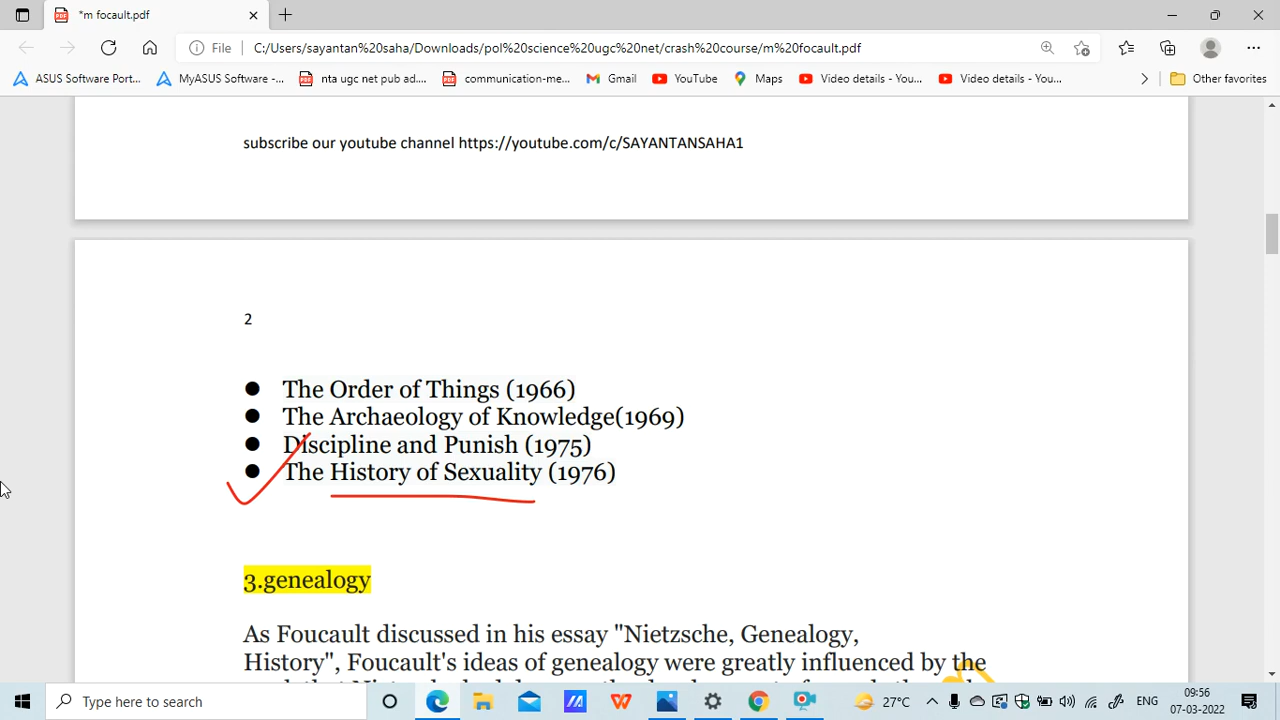 *m focault.pdf
File
C:/Users/sayantan%20saha/Downloads/pol%20science%20ugc%20net/crash%20course/m%20focault.pdf
ASUS Software Port...
MyASUS Software -...
nta ugc net pub ad....
communication-me...
Gmail
YouTube
Maps
Video details - You...
Video details - You...
Other favorites
subscribe our youtube channel https://youtube.com/c/SAYANTANSAHA1
2
● The Order of Things (1966)
● The Archaeology of Knowledge(1969)
● Discipline and Punish (1975)
● The History of Sexuality (1976)
3.genealogy
As Foucault discussed in his essay "Nietzsche, Genealogy,
History", Foucault's ideas of genealogy were greatly influenced by the
Type here to search
27°C
ENG
09:56
07-03-2022